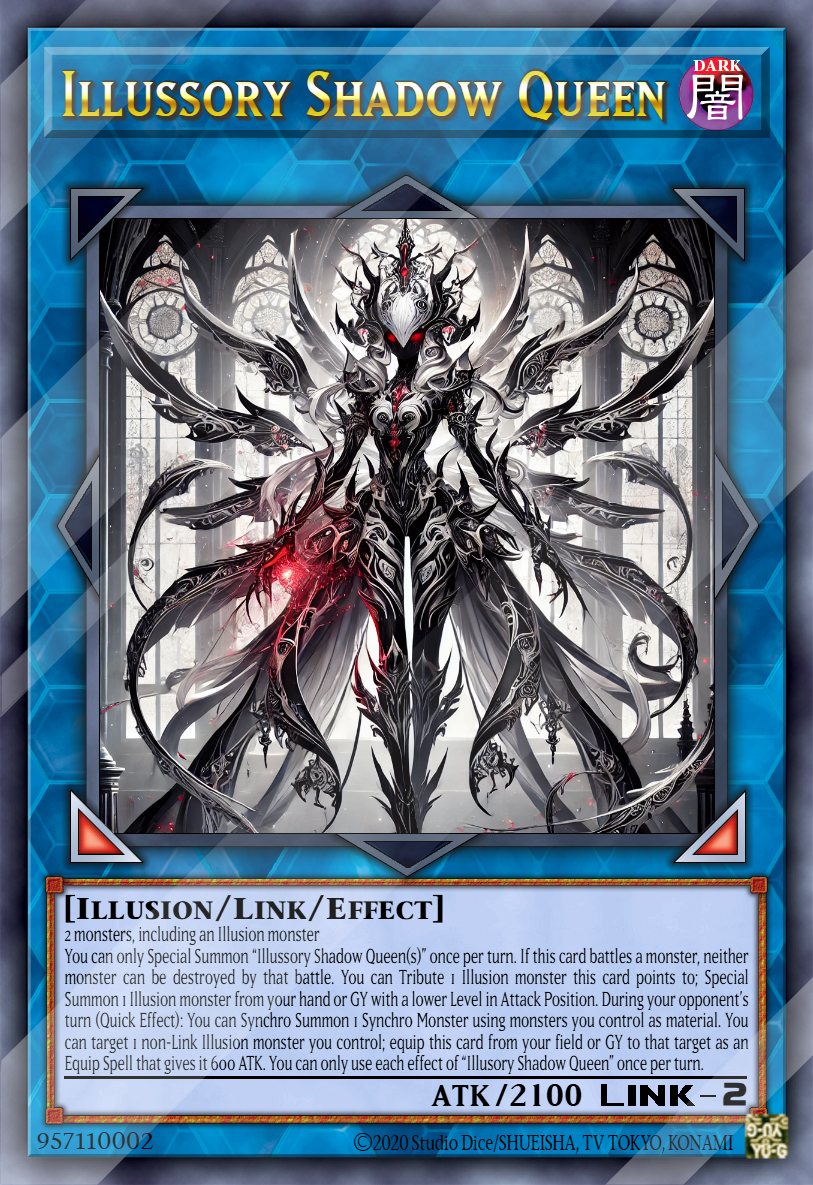 Illussory Shadow Queen
DARK
闇
[Illusion/Link/Effect]
2 monsters, including an Illusion monster
You can only Special Summon “Illussory Shadow Queen(s)” once per turn. If this card battles a monster, neither
monster can be destroyed by that battle. You can Tribute 1 Illusion monster this card points to; Special
Summon 1 Illusion monster from your hand or GY with a lower Level in Attack Position. During your opponent’s
turn (Quick Effect): You can Synchro Summon 1 Synchro Monster using monsters you control as material. You
can target 1 non-Link Illusion monster you control; equip this card from your field or GY to that target as an
Equip Spell that gives it 600 ATK. You can only use each effect of “Illusory Shadow Queen” once per turn.
ATK/2100 LINK-2
957110002 ©2020 Studio Dice/SHUEISHA, TV TOKYO, KONAMI